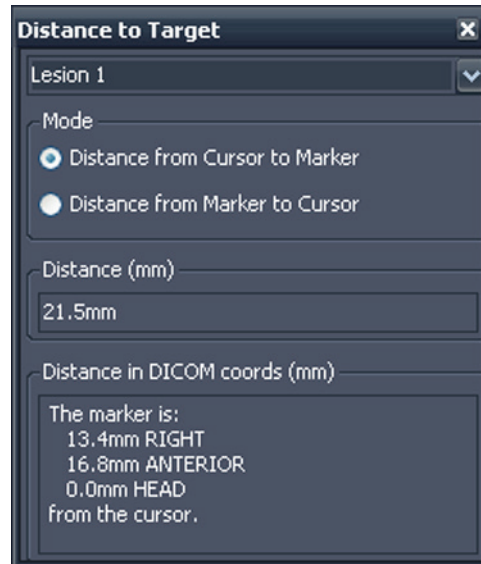 Distance to Target
Lesion 1
Mode
Distance from Cursor to Marker
Distance from Marker to Cursor
Distance (mm)
21.5mm
Distance in DICOM coords (mm)
The marker is:
13.4mm RIGHT
16.8mm ANTERIOR
0.0mm HEAD
from the cursor.